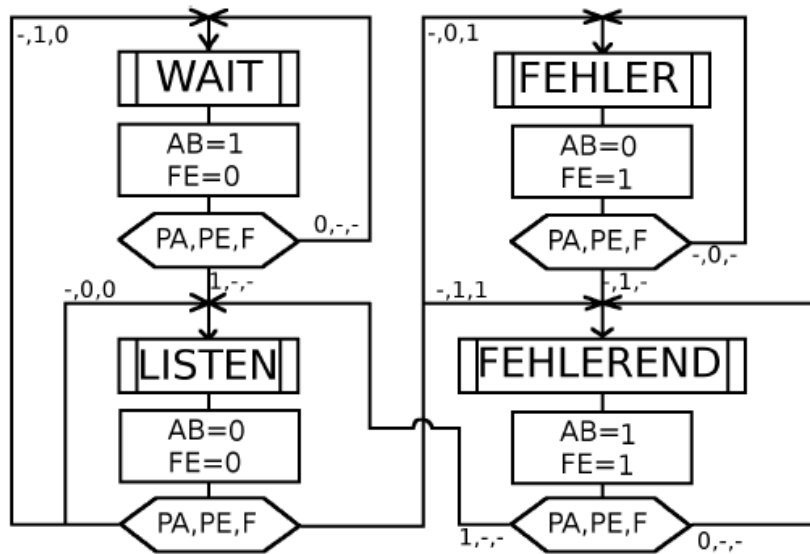 -,1,0
WAIT
AB=1
FE=0
PA,PE,F
0,-,-
1,-,-
-,0,0
LISTEN
AB=0
FE=0
PA,PE,F
-,0,1
FEHLER
AB=0
FE=1
PA,PE,F
-,0,-
-,1,-
-,1,1
FEHLEREND
AB=1
FE=1
PA,PE,F
1,-,-
0,-,-